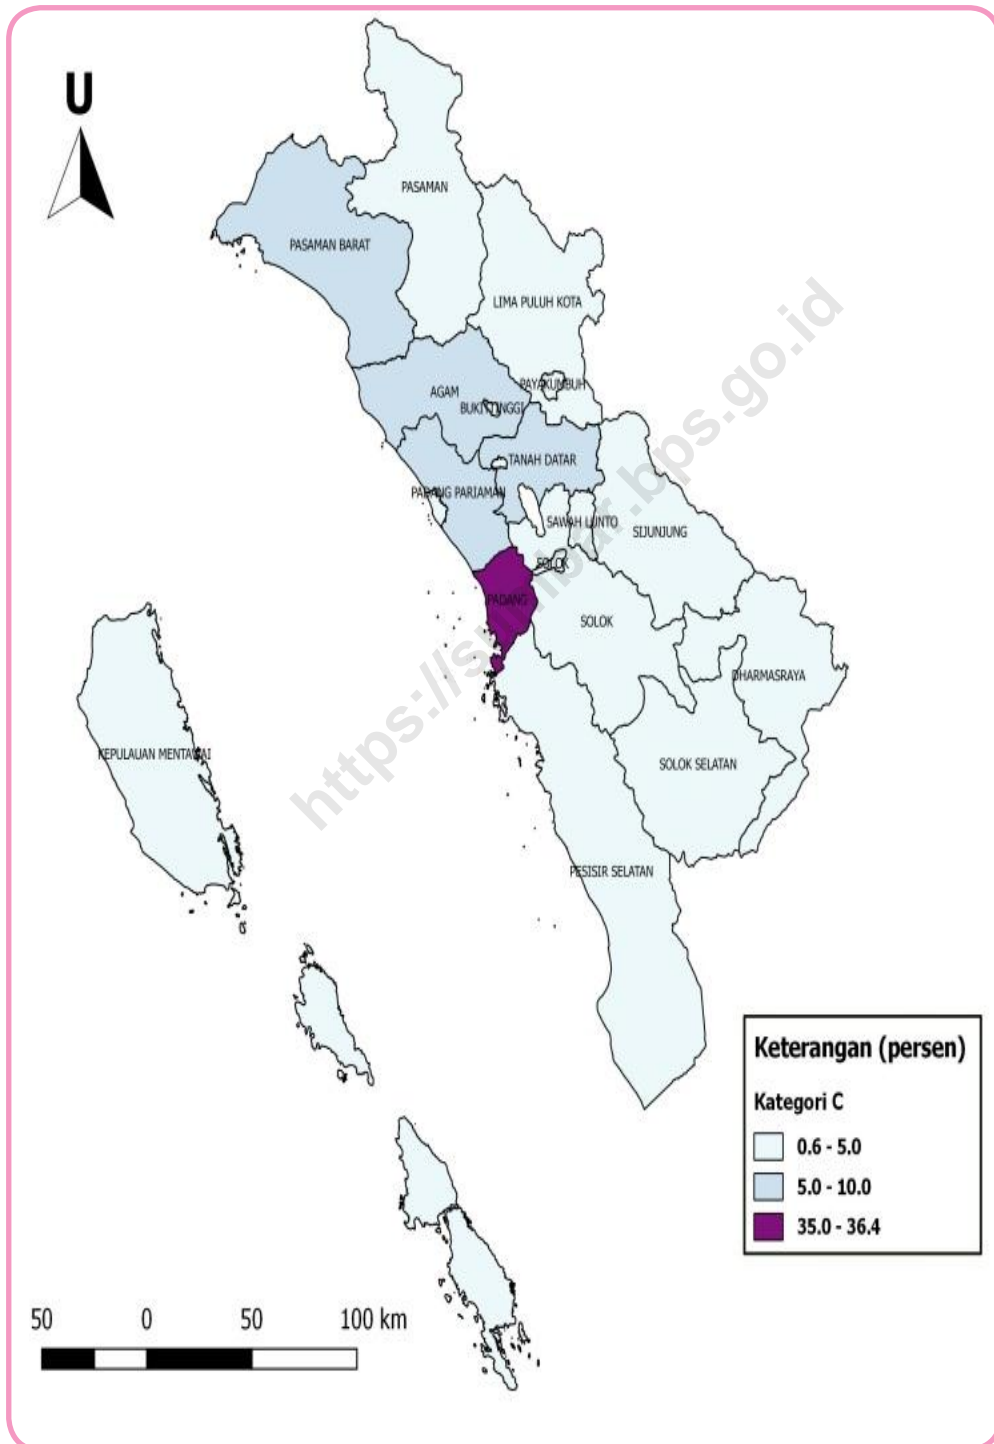 U
PASAMAN
PASAMAN BARAT
LIMA PULUH KOTA
PAYAKUMBUH
AGAM
BUKITTINGGI
TANAH DATAR
PADANG PARIAMAN
SAWAH LUNTO
SIJUNJUNG
SOLOK
PADANG
SOLOK
DHARMASRAYA
KEPULAUAN MENTAWAI
SOLOK SELATAN
PESISIR SELATAN
https://sumbar.bps.go.id
Keterangan (persen)
Kategori C
0.6 - 5.0
5.0 - 10.0
35.0 - 36.4
50 0 50 100 km